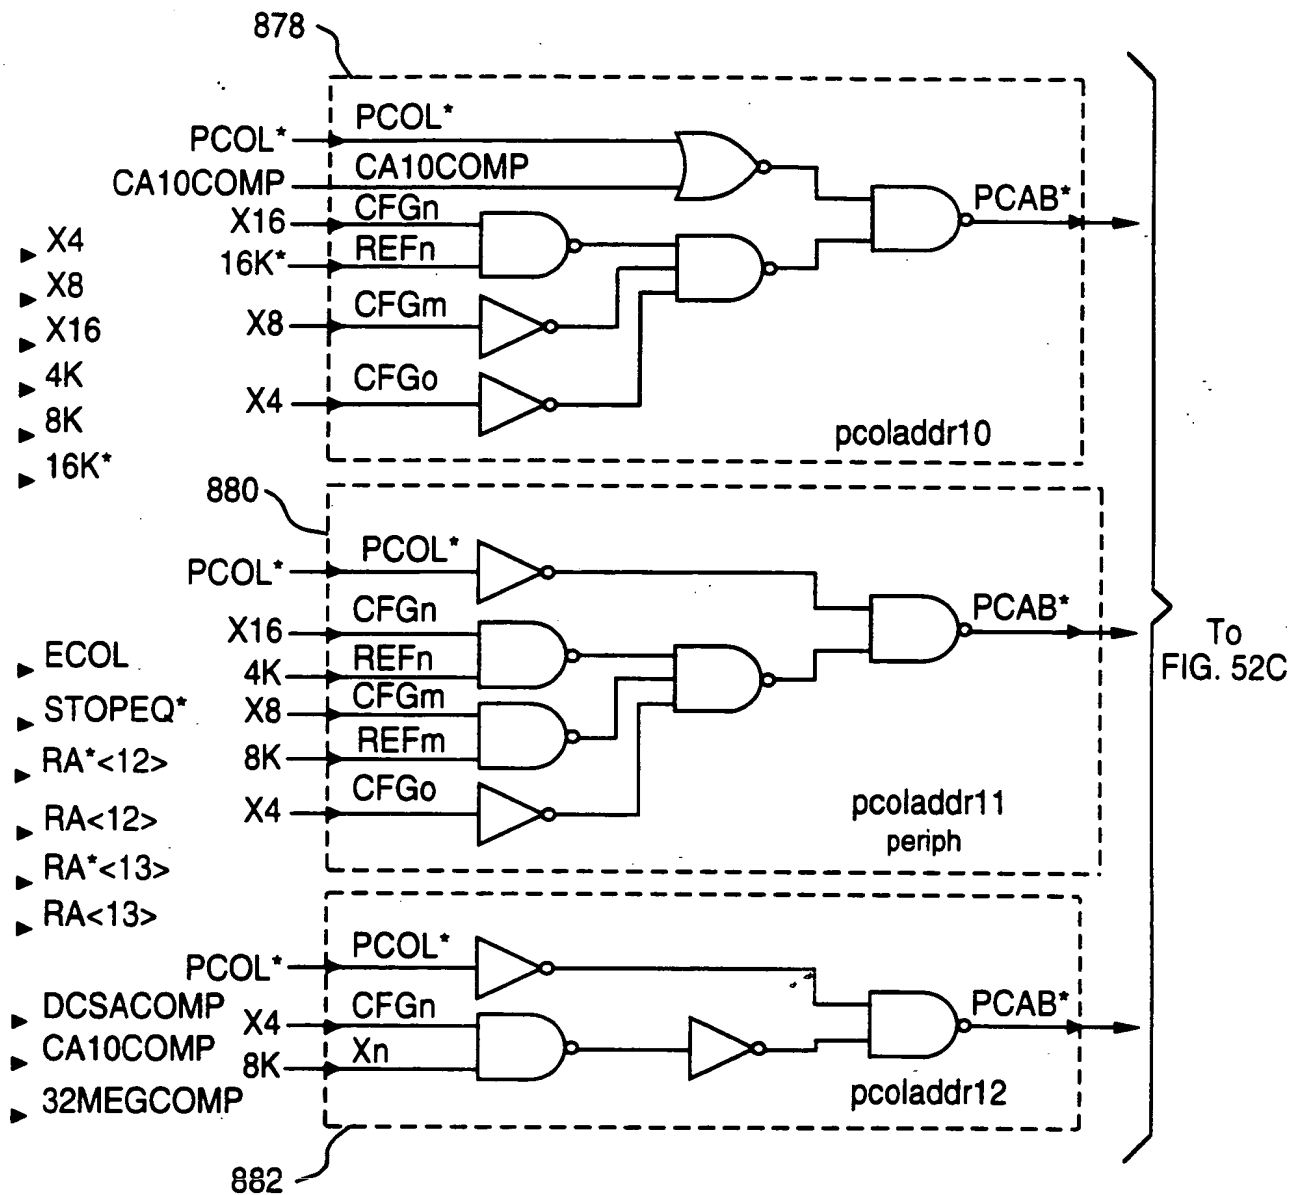 878
PCOL*
PCOL*
CA10COMP
CA10COMP
X16
CFGn
PCAB*
16K*
REFn
X8
CFGm
X4
CFGo
pcoladdr10
X4
X8
X16
4K
8K
16K*
880
PCOL*
PCOL*
X16
CFGn
PCAB*
4K
REFn
X8
CFGm
8K
REFm
X4
CFGo
pcoladdr11
periph
To
FIG. 52C
ECOL
STOPEQ*
RA*<12>
RA<12>
RA*<13>
RA<13>
PCOL*
PCOL*
X4
CFGn
PCAB*
8K
Xn
pcoladdr12
DCSACOMP
CA10COMP
32MEGCOMP
882